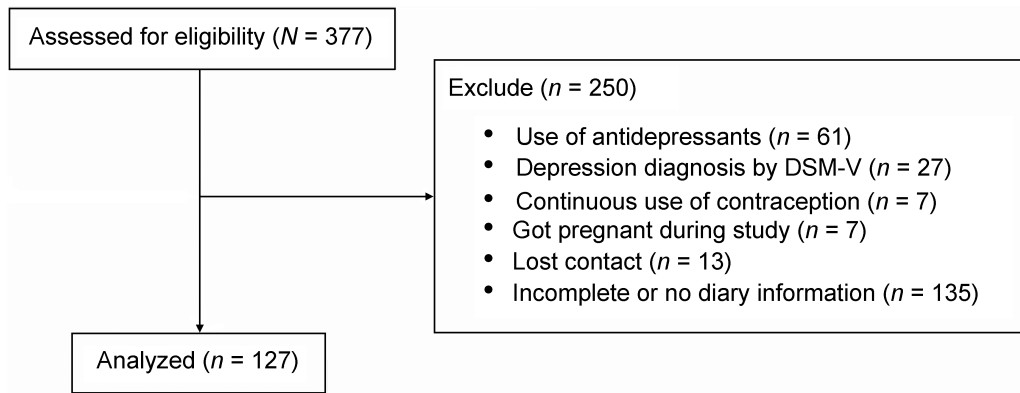 Assessed for eligibility (N = 377)
Exclude (n = 250)
• Use of antidepressants (n = 61)
• Depression diagnosis by DSM-V (n = 27)
• Continuous use of contraception (n = 7)
• Got pregnant during study (n = 7)
• Lost contact (n = 13)
• Incomplete or no diary information (n = 135)
Analyzed (n = 127)